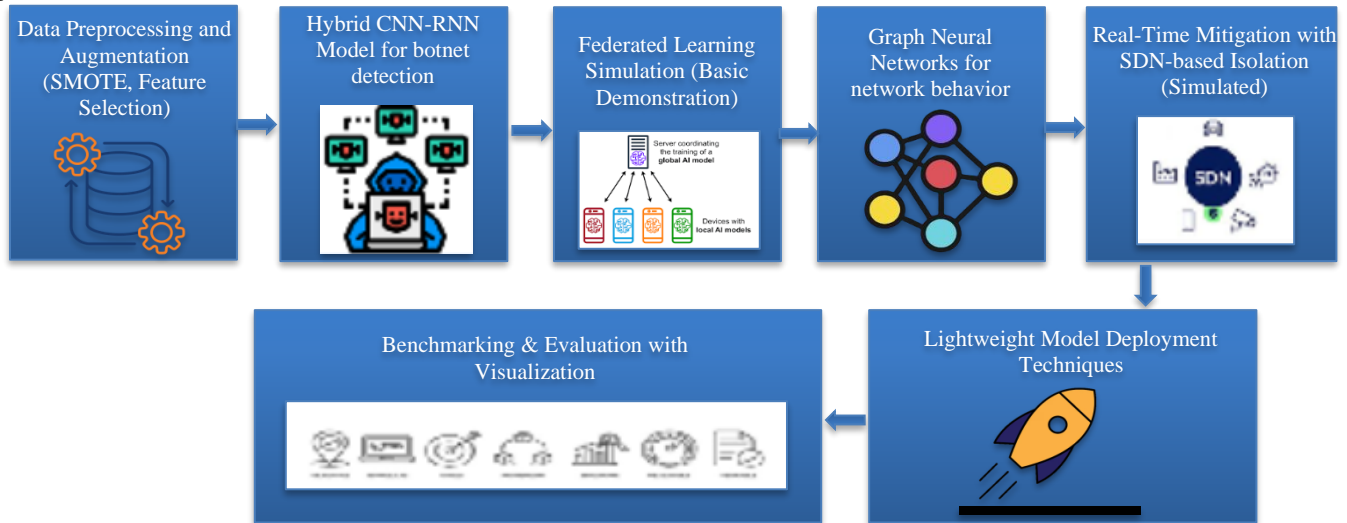 Data Preprocessing and
Augmentation
(SMOTE, Feature
Selection)
Hybrid CNN-RNN
Model for botnet
detection
Federated Learning
Simulation (Basic
Demonstration)
Server coordinating
the training of a
global AI model
Devices with
local AI models
Graph Neural
Networks for
network behavior
Real-Time Mitigation with
SDN-based Isolation
(Simulated)
SDN
Lightweight Model Deployment
Techniques
Benchmarking & Evaluation with
Visualization